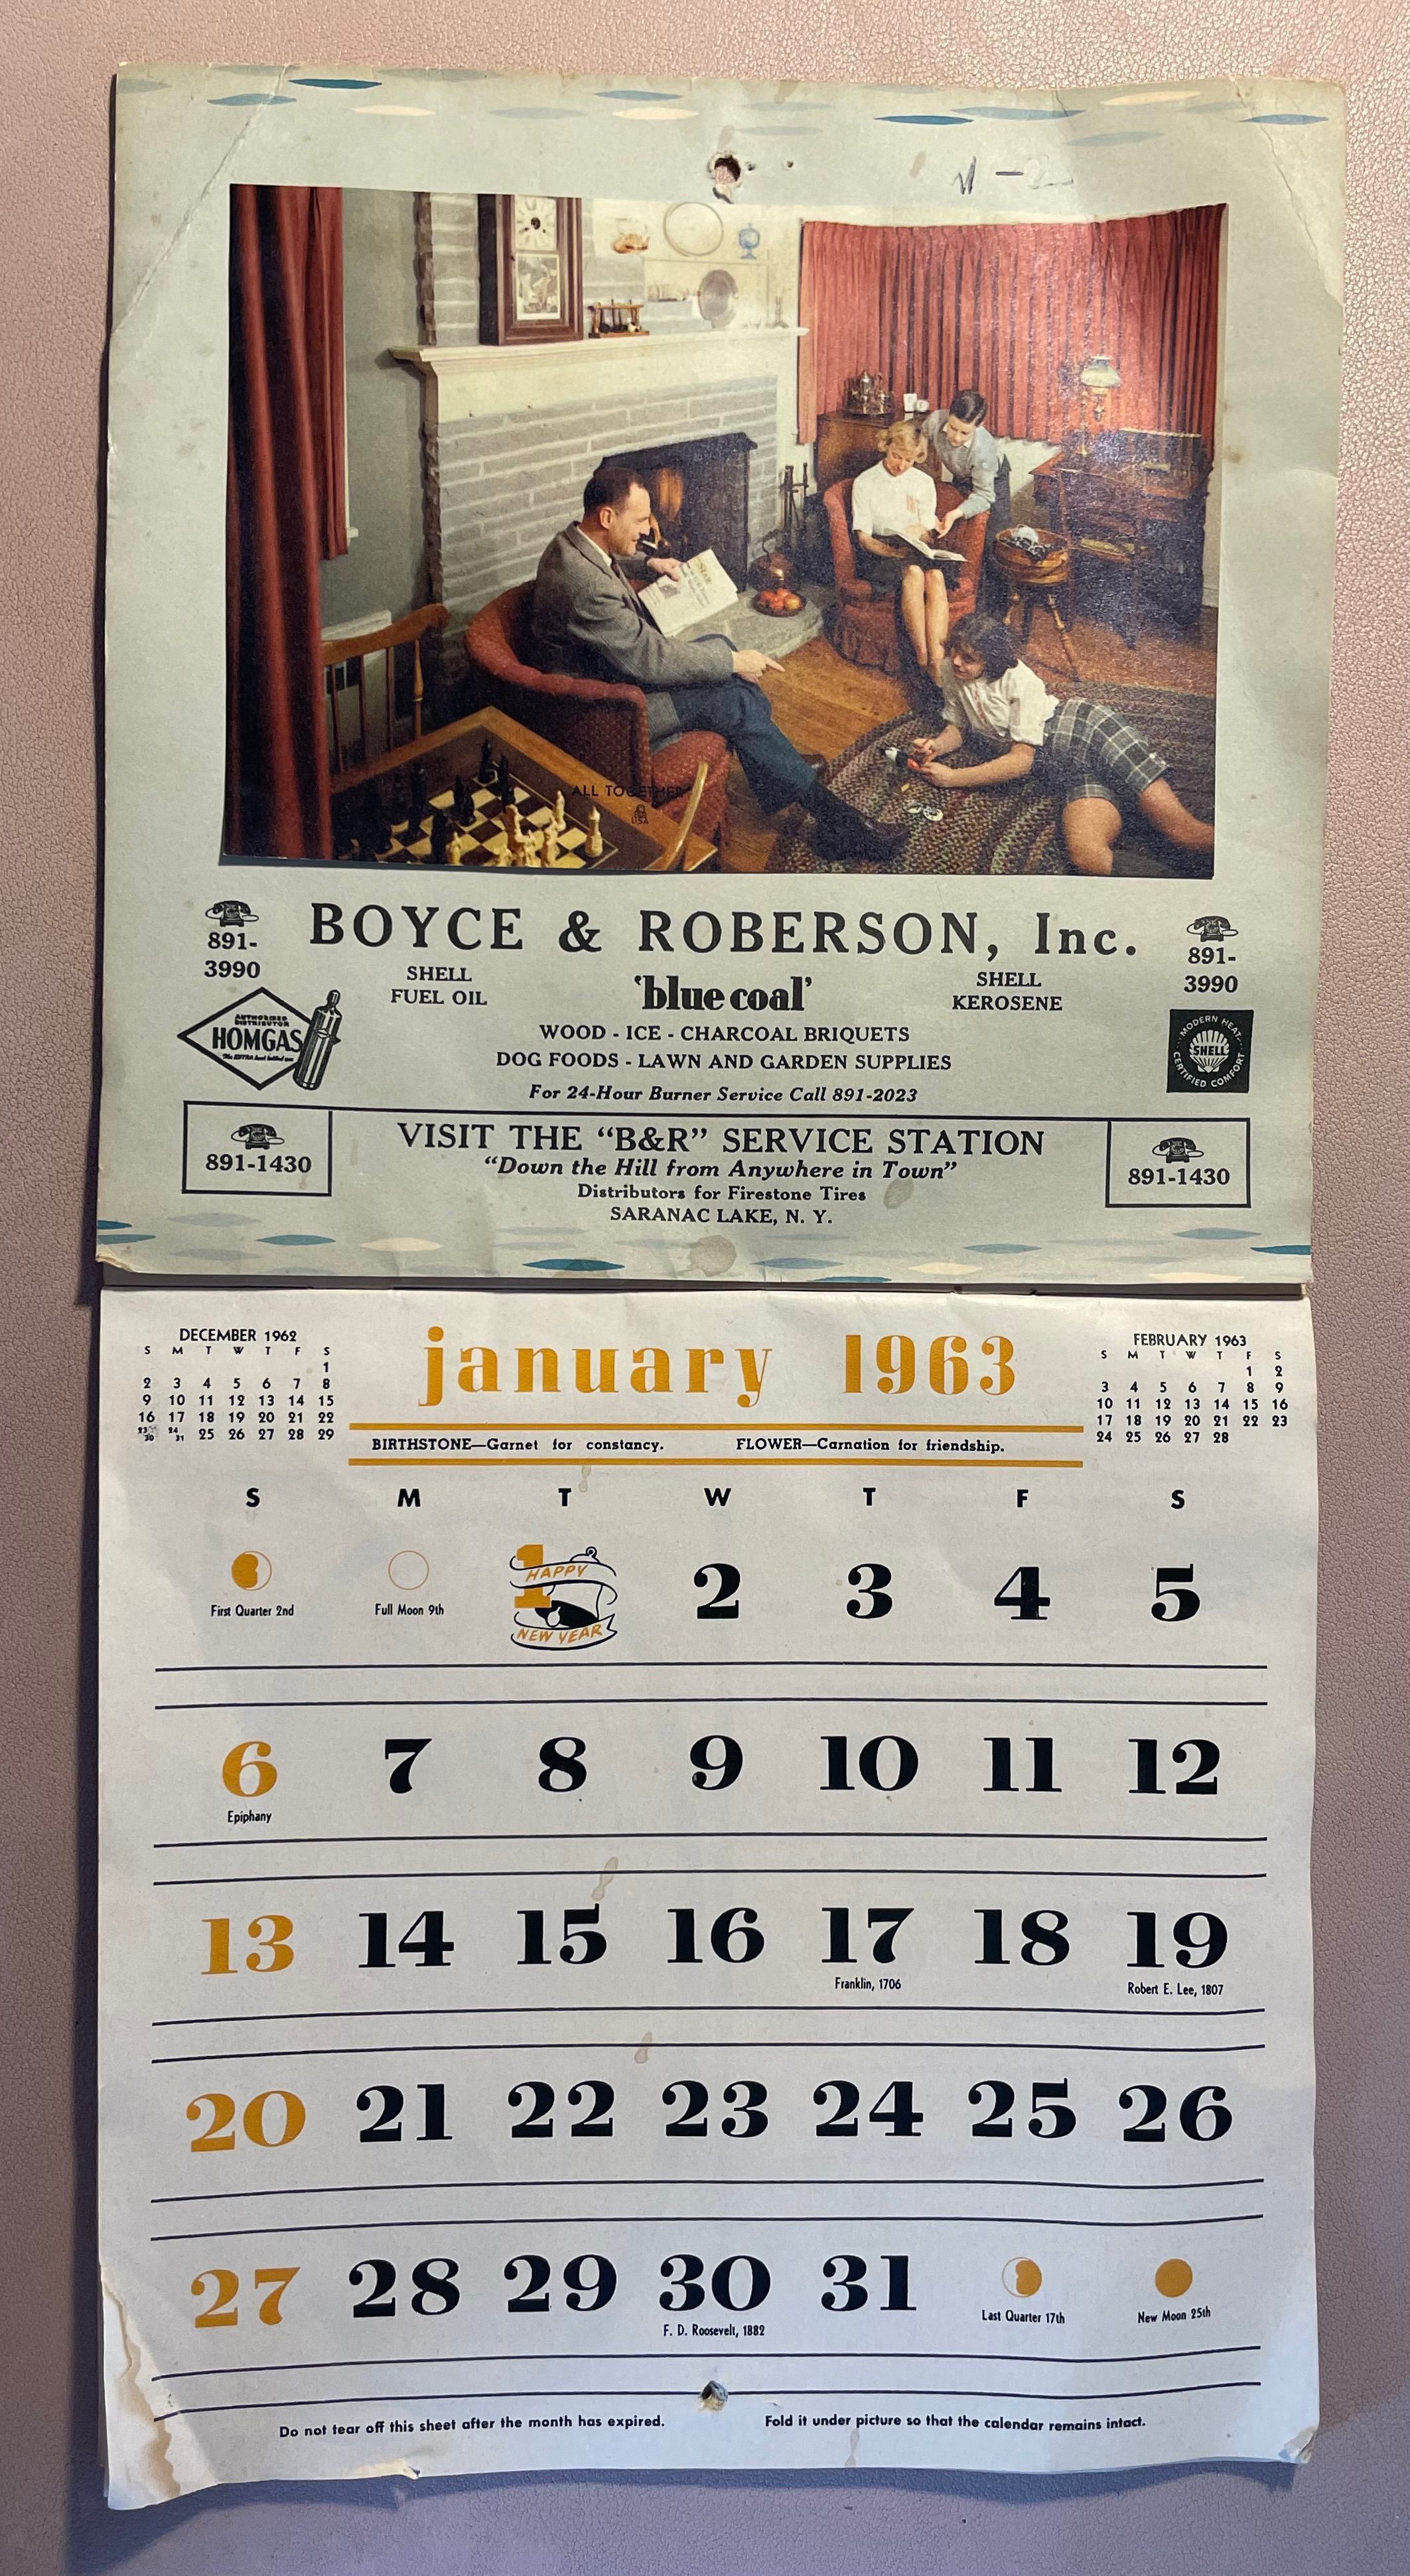 ALL TOGETHER
USA
BOYCE & ROBERSON, Inc.
891-
3990
891-
3990
SHELL
FUEL OIL
'blue coal'
SHELL
KEROSENE
AUTHORIZED
DISTRIBUTOR
HOMGAS
WOOD - ICE - CHARCOAL BRIQUETS
DOG FOODS - LAWN AND GARDEN SUPPLIES
For 24-Hour Burner Service Call 891-2023
MODERN HEAT
SHELL
CERTIFIED COMFORT
891-1430
VISIT THE “B&R” SERVICE STATION
“Down the Hill from Anywhere in Town”
Distributors for Firestone Tires
SARANAC LAKE, N. Y.
891-1430
DECEMBER 1962
S M T W T F S
1
2 3 4 5 6 7 8
9 10 11 12 13 14 15
16 17 18 19 20 21 22
23/30 24/31 25 26 27 28 29
january 1963
BIRTHSTONE—Garnet for constancy. FLOWER—Carnation for friendship.
FEBRUARY 1963
S M T W T F S
1 2
3 4 5 6 7 8 9
10 11 12 13 14 15 16
17 18 19 20 21 22 23
24 25 26 27 28
S M T W T F S
1 2 3 4 5
HAPPY
NEW YEAR
First Quarter 2nd Full Moon 9th
6 7 8 9 10 11 12
Epiphany
13 14 15 16 17 18 19
Franklin, 1706 Robert E. Lee, 1807
20 21 22 23 24 25 26
27 28 29 30 31
F. D. Roosevelt, 1882 Last Quarter 17th New Moon 25th
Do not tear off this sheet after the month has expired. Fold it under picture so that the calendar remains intact.